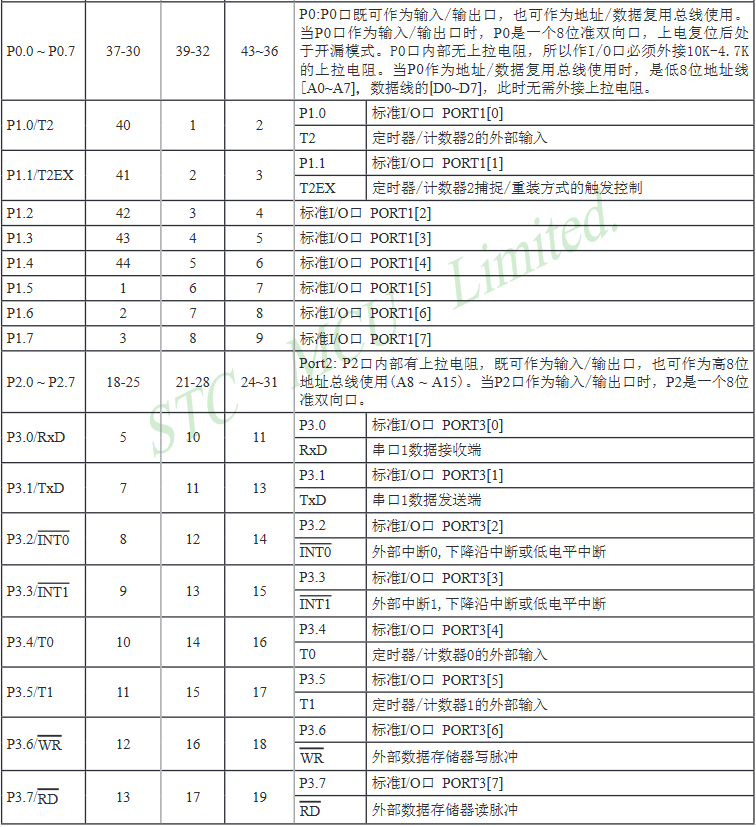 P0.0～P0.7 37-30 39-32 43~36 P0:P0口既可作为输入/输出口，也可作为地址/数据复用总线使用。
当P0口作为输入/输出口时，P0是一个8位准双向口，上电复位后处
于开漏模式。P0口内部无上拉电阻，所以作I/O口必须外接10K-4.7K
的上拉电阻。当P0作为地址/数据复用总线使用时，是低8位地址线
[A0~A7]，数据线的[D0~D7]，此时无需外接上拉电阻。
P1.0/T2 40 1 2 P1.0 标准I/O口 PORT1[0]
T2 定时器/计数器2的外部输入
P1.1/T2EX 41 2 3 P1.1 标准I/O口 PORT1[1]
T2EX 定时器/计数器2捕捉/重装方式的触发控制
P1.2 42 3 4 标准I/O口 PORT1[2]
P1.3 43 4 5 标准I/O口 PORT1[3]
P1.4 44 5 6 标准I/O口 PORT1[4]
P1.5 1 6 7 标准I/O口 PORT1[5]
P1.6 2 7 8 标准I/O口 PORT1[6]
P1.7 3 8 9 标准I/O口 PORT1[7]
P2.0～P2.7 18-25 21-28 24~31 Port2: P2口内部有上拉电阻，既可作为输入/输出口，也可作为高8位
地址总线使用(A8 ~ A15)。当P2口作为输入/输出口时，P2是一个8位
准双向口。
P3.0/RxD 5 10 11 P3.0 标准I/O口 PORT3[0]
RxD 串口1数据接收端
P3.1/TxD 7 11 13 P3.1 标准I/O口 PORT3[1]
TxD 串口1数据发送端
P3.2/INT0 8 12 14 P3.2 标准I/O口 PORT3[2]
INT0 外部中断0,下降沿中断或低电平中断
P3.3/INT1 9 13 15 P3.3 标准I/O口 PORT3[3]
INT1 外部中断1,下降沿中断或低电平中断
P3.4/T0 10 14 16 P3.4 标准I/O口 PORT3[4]
T0 定时器/计数器0的外部输入
P3.5/T1 11 15 17 P3.5 标准I/O口 PORT3[5]
T1 定时器/计数器1的外部输入
P3.6/WR 12 16 18 P3.6 标准I/O口 PORT3[6]
WR 外部数据存储器写脉冲
P3.7/RD 13 17 19 P3.7 标准I/O口 PORT3[7]
RD 外部数据存储器读脉冲
STC MCU Limited.